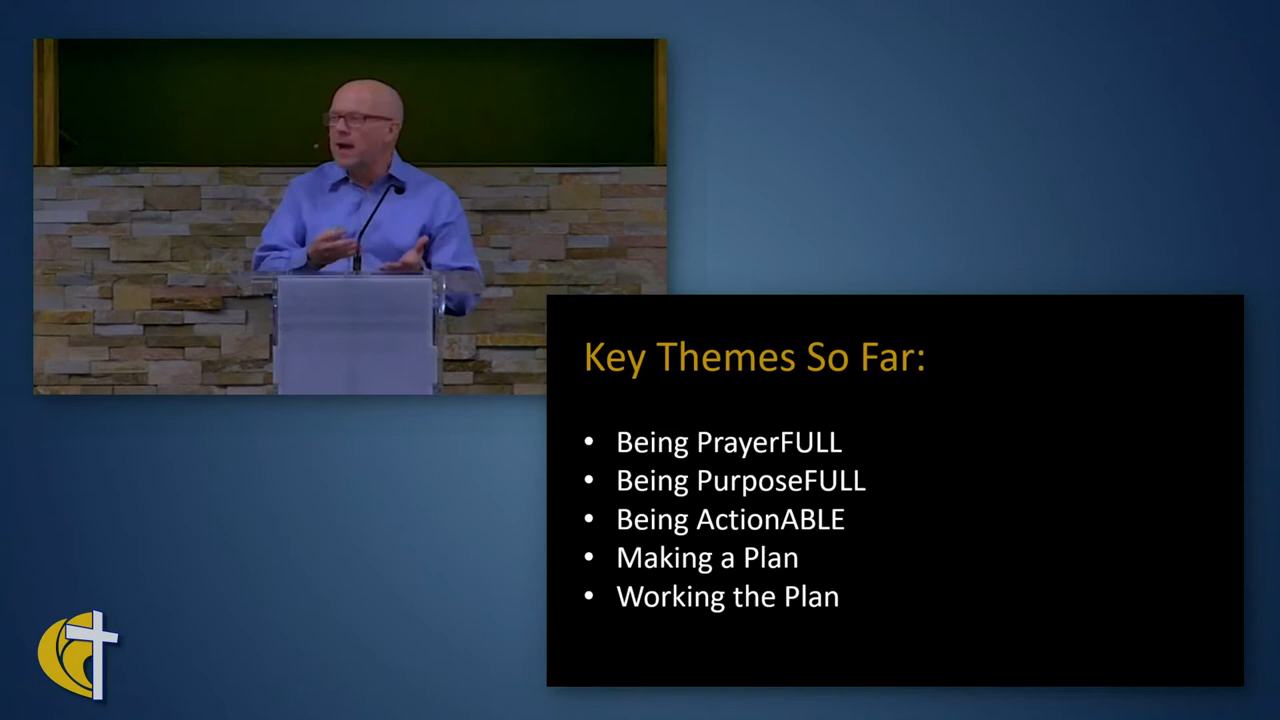 Key Themes So Far:
• Being PrayerFULL
• Being PurposeFULL
• Being ActionABLE
• Making a Plan
• Working the Plan